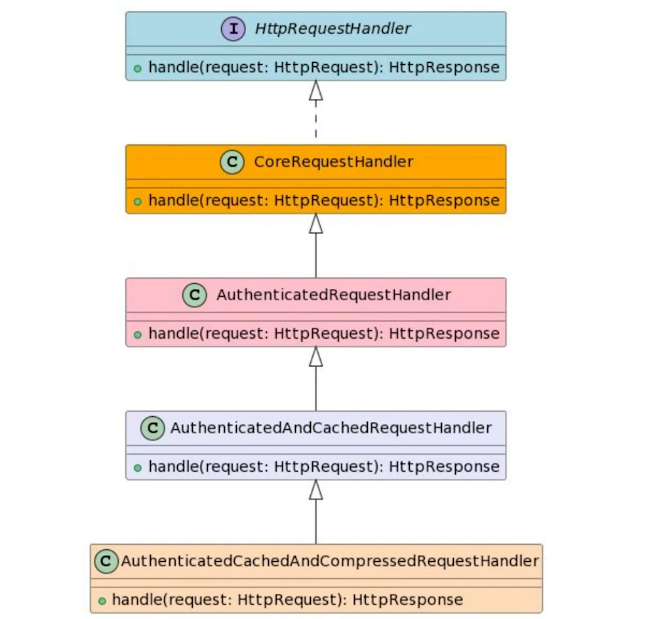 I HttpRequestHandler
handle(request: HttpRequest): HttpResponse
C CoreRequestHandler
handle(request: HttpRequest): HttpResponse
C AuthenticatedRequestHandler
handle(request: HttpRequest): HttpResponse
C AuthenticatedAndCachedRequestHandler
handle(request: HttpRequest): HttpResponse
C AuthenticatedCachedAndCompressedRequestHandler
handle(request: HttpRequest): HttpResponse